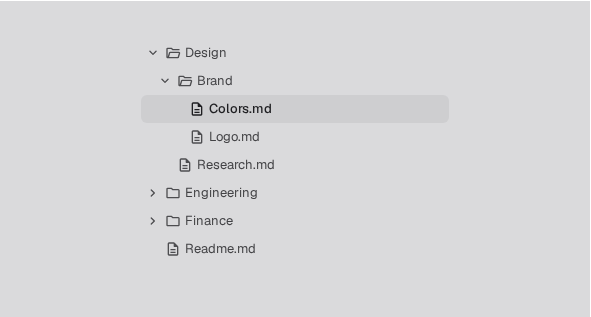 Design
Brand
Colors.md
Logo.md
Research.md
Engineering
Finance
Readme.md